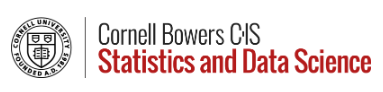 CORNELL UNIVERSITY
FOUNDED A.D. 1865
Cornell Bowers C·IS
Statistics and Data Science